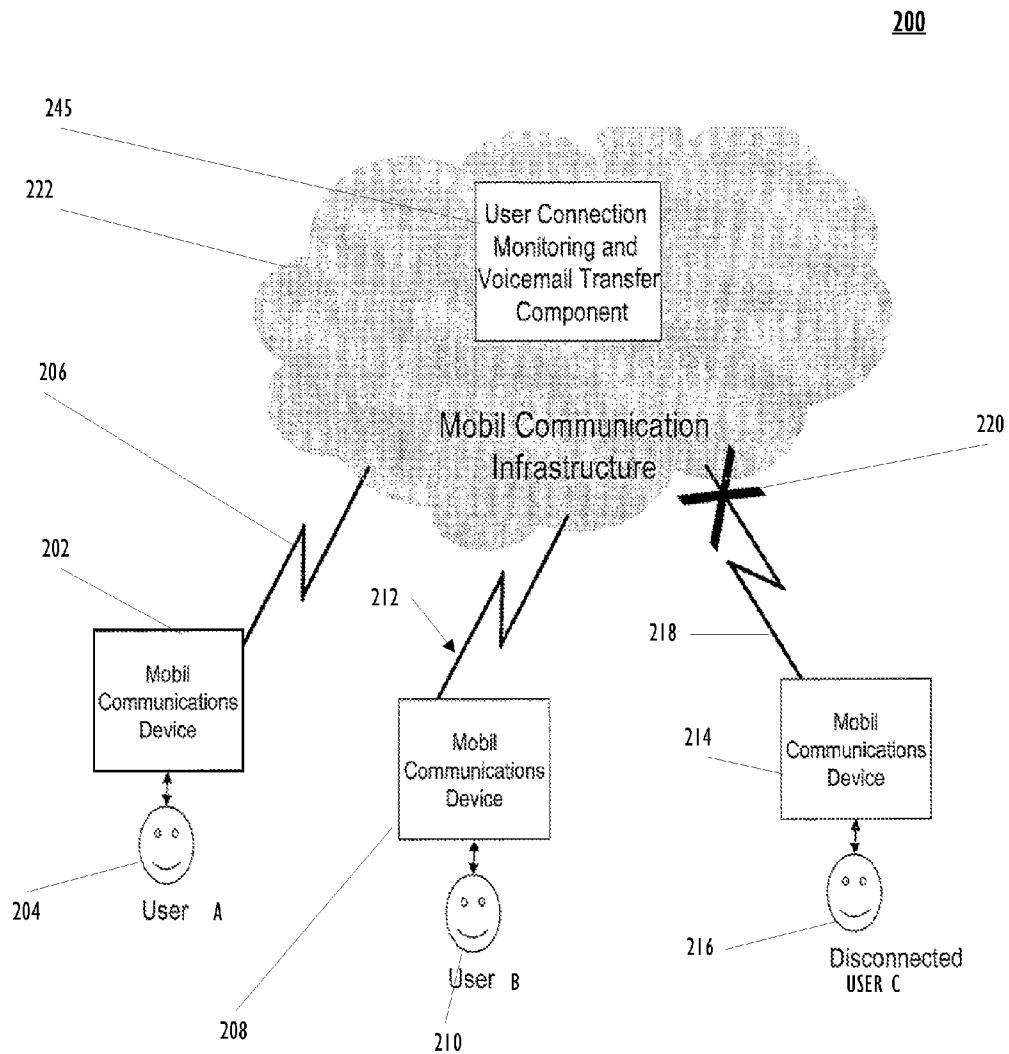 200
245
222
User Connection
Monitoring and
Voicemail Transfer
Component
206
Mobil Communication
Infrastructure
220
202
212
218
Mobil
Communications
Device
214
Mobil
Communications
Device
Mobil
Communications
Device
204
User A
216
Disconnected
USER C
User B
208
210